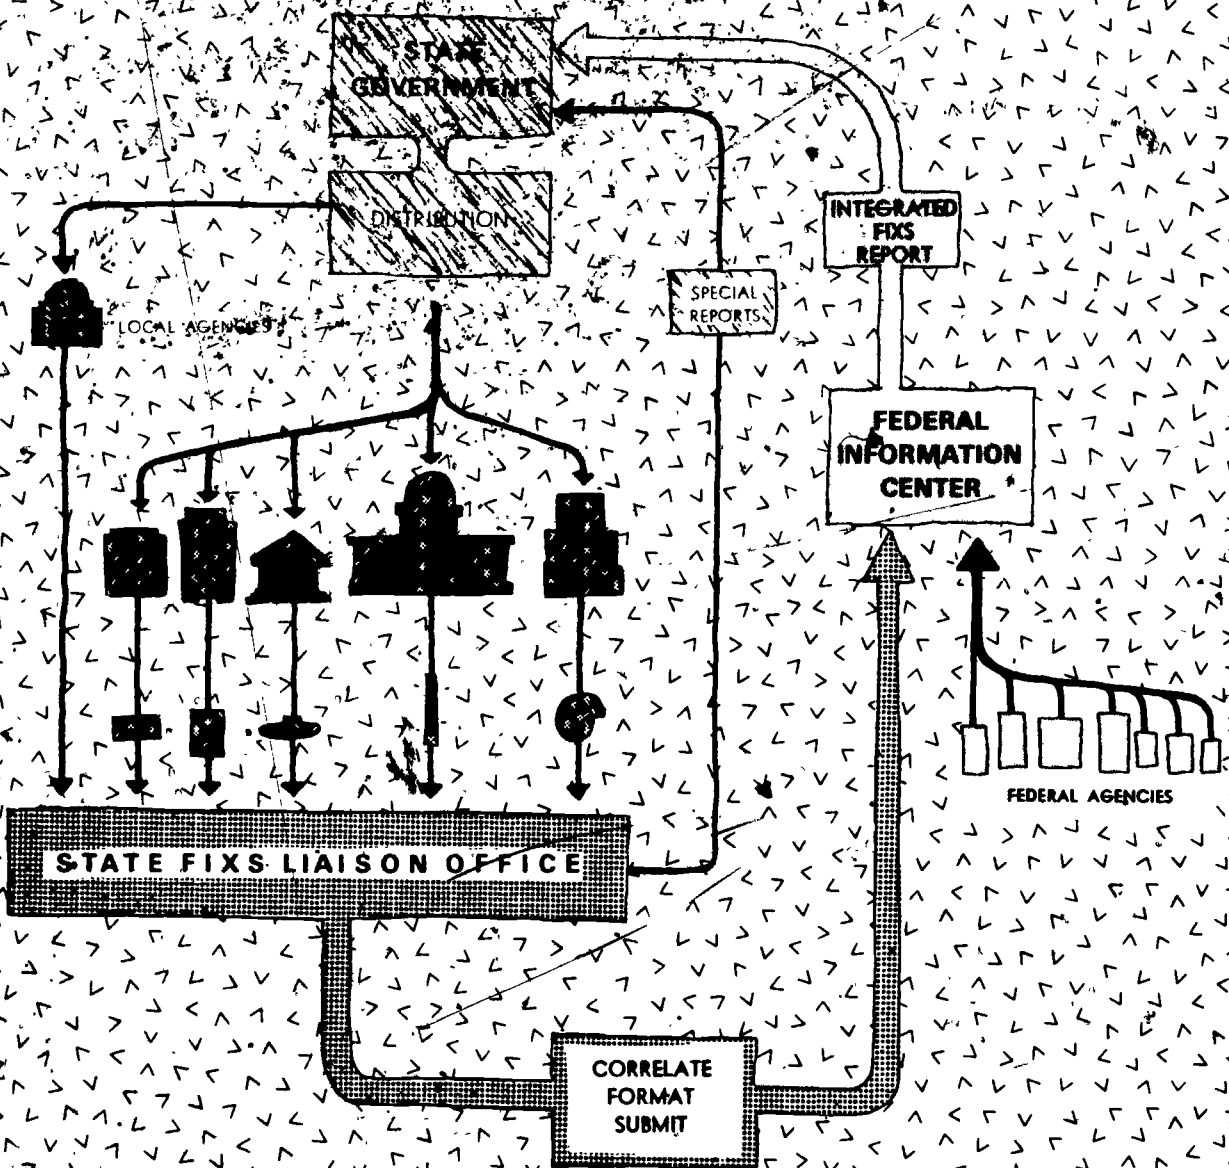 STATE
GOVERNMENT
DISTRIBUTION
INTEGRATED
FIXS
REPORT
SPECIAL
REPORTS
LOCAL AGENCIES
FEDERAL
INFORMATION
CENTER
FEDERAL AGENCIES
STATE FIXS LIAISON OFFICE
CORRELATE
FORMAT
SUBMIT